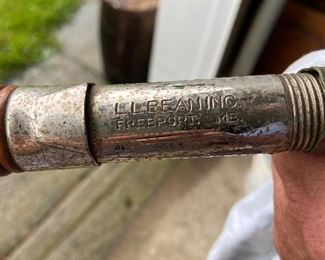 L.L.BEAN INC.
FREEPORT, ME.